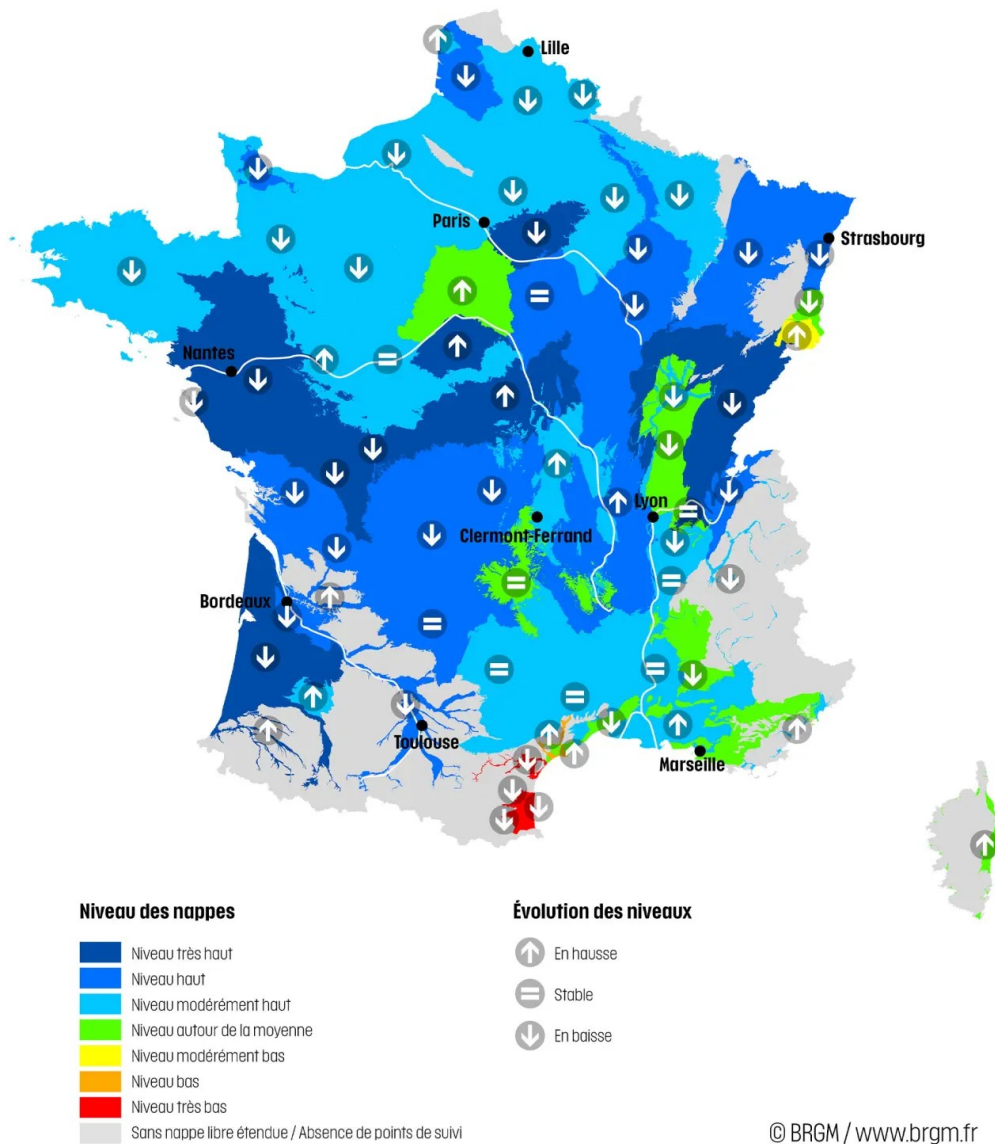 Lille
Paris
Strasbourg
Nantes
Lyon
Clermont-Ferrand
Bordeaux
Toulouse
Marseille
Niveau des nappes
Niveau très haut
Niveau haut
Niveau modérément haut
Niveau autour de la moyenne
Niveau modérément bas
Niveau bas
Niveau très bas
Sans nappe libre étendue / Absence de points de suivi
Évolution des niveaux
En hausse
Stable
En baisse
© BRGM / www.brgm.fr